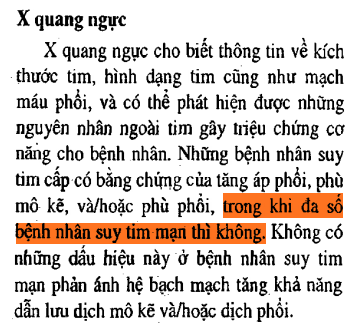 X quang ngực
X quang ngực cho biết thông tin về kích
thước tim, hình dạng tim cũng như mạch
máu phổi, và có thể phát hiện được những
nguyên nhân ngoài tim gây triệu chứng cơ
năng cho bệnh nhân. Những bệnh nhân suy
tim cấp có bằng chứng của tăng áp phổi, phù
mô kẽ, và/hoặc phù phổi, trong khi đa số
bệnh nhân suy tim mạn thì không. Không có
những dấu hiệu này ở bệnh nhân suy tim
mạn phản ánh hệ bạch mạch tăng khả năng
dẫn lưu dịch mô kẽ và/hoặc dịch phổi.